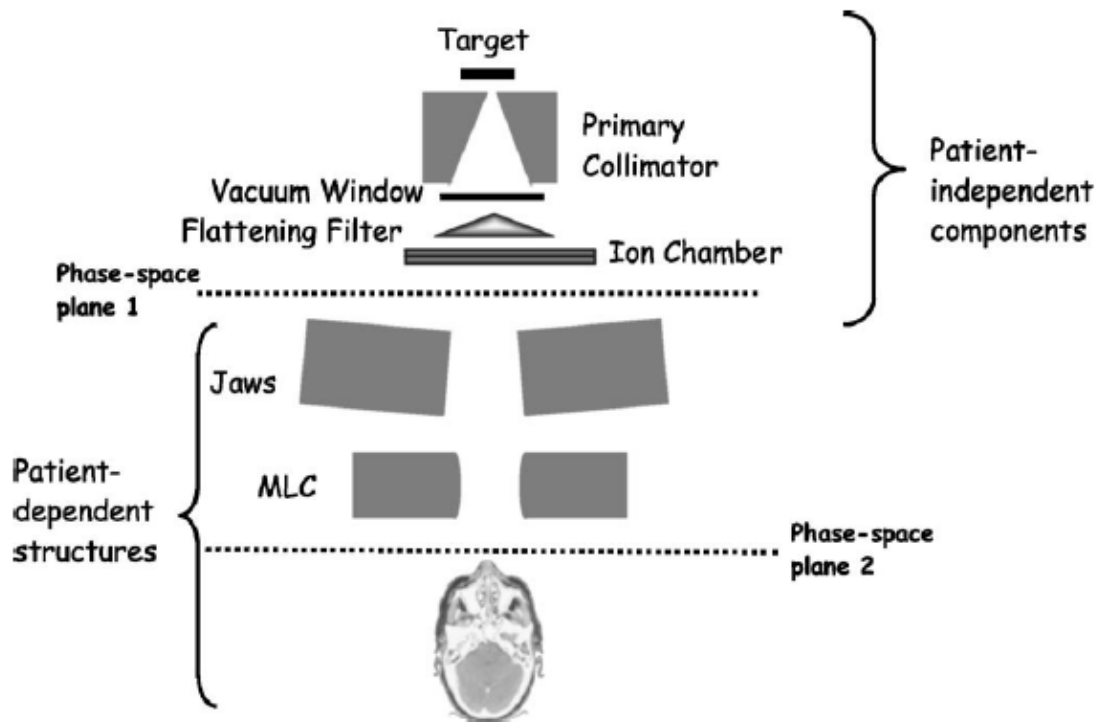 Target
Primary
Collimator
Vacuum Window
Flattening Filter
Ion Chamber
Patient-
independent
components
Phase-space
plane 1
Jaws
MLC
Patient-
dependent
structures
Phase-space
plane 2